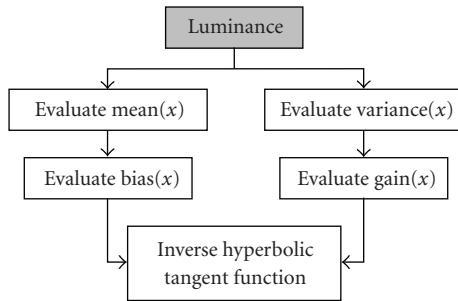 Luminance
Evaluate mean(x)
Evaluate variance(x)
Evaluate bias(x)
Evaluate gain(x)
Inverse hyperbolic
tangent function